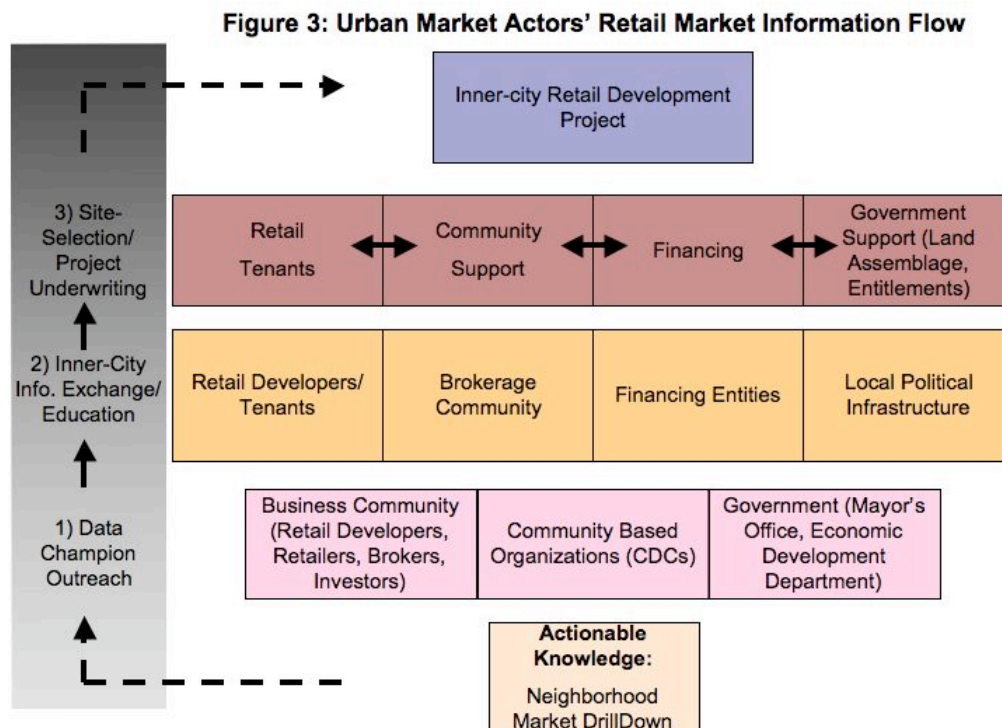 Figure 3: Urban Market Actors' Retail Market Information Flow
Inner-city Retail Development
Project
3) Site-
Selection/
Project
Underwriting
Retail
Tenants
Community
Support
Financing
Government
Support (Land
Assemblage,
Entitlements)
2) Inner-City
Info. Exchange/
Education
Retail Developers/
Tenants
Brokerage
Community
Financing Entities
Local Political
Infrastructure
1) Data
Champion
Outreach
Business Community
(Retail Developers,
Retailers, Brokers,
Investors)
Community Based
Organizations (CDCs)
Government (Mayor's
Office, Economic
Development
Department)
Actionable
Knowledge:
Neighborhood
Market DrillDown